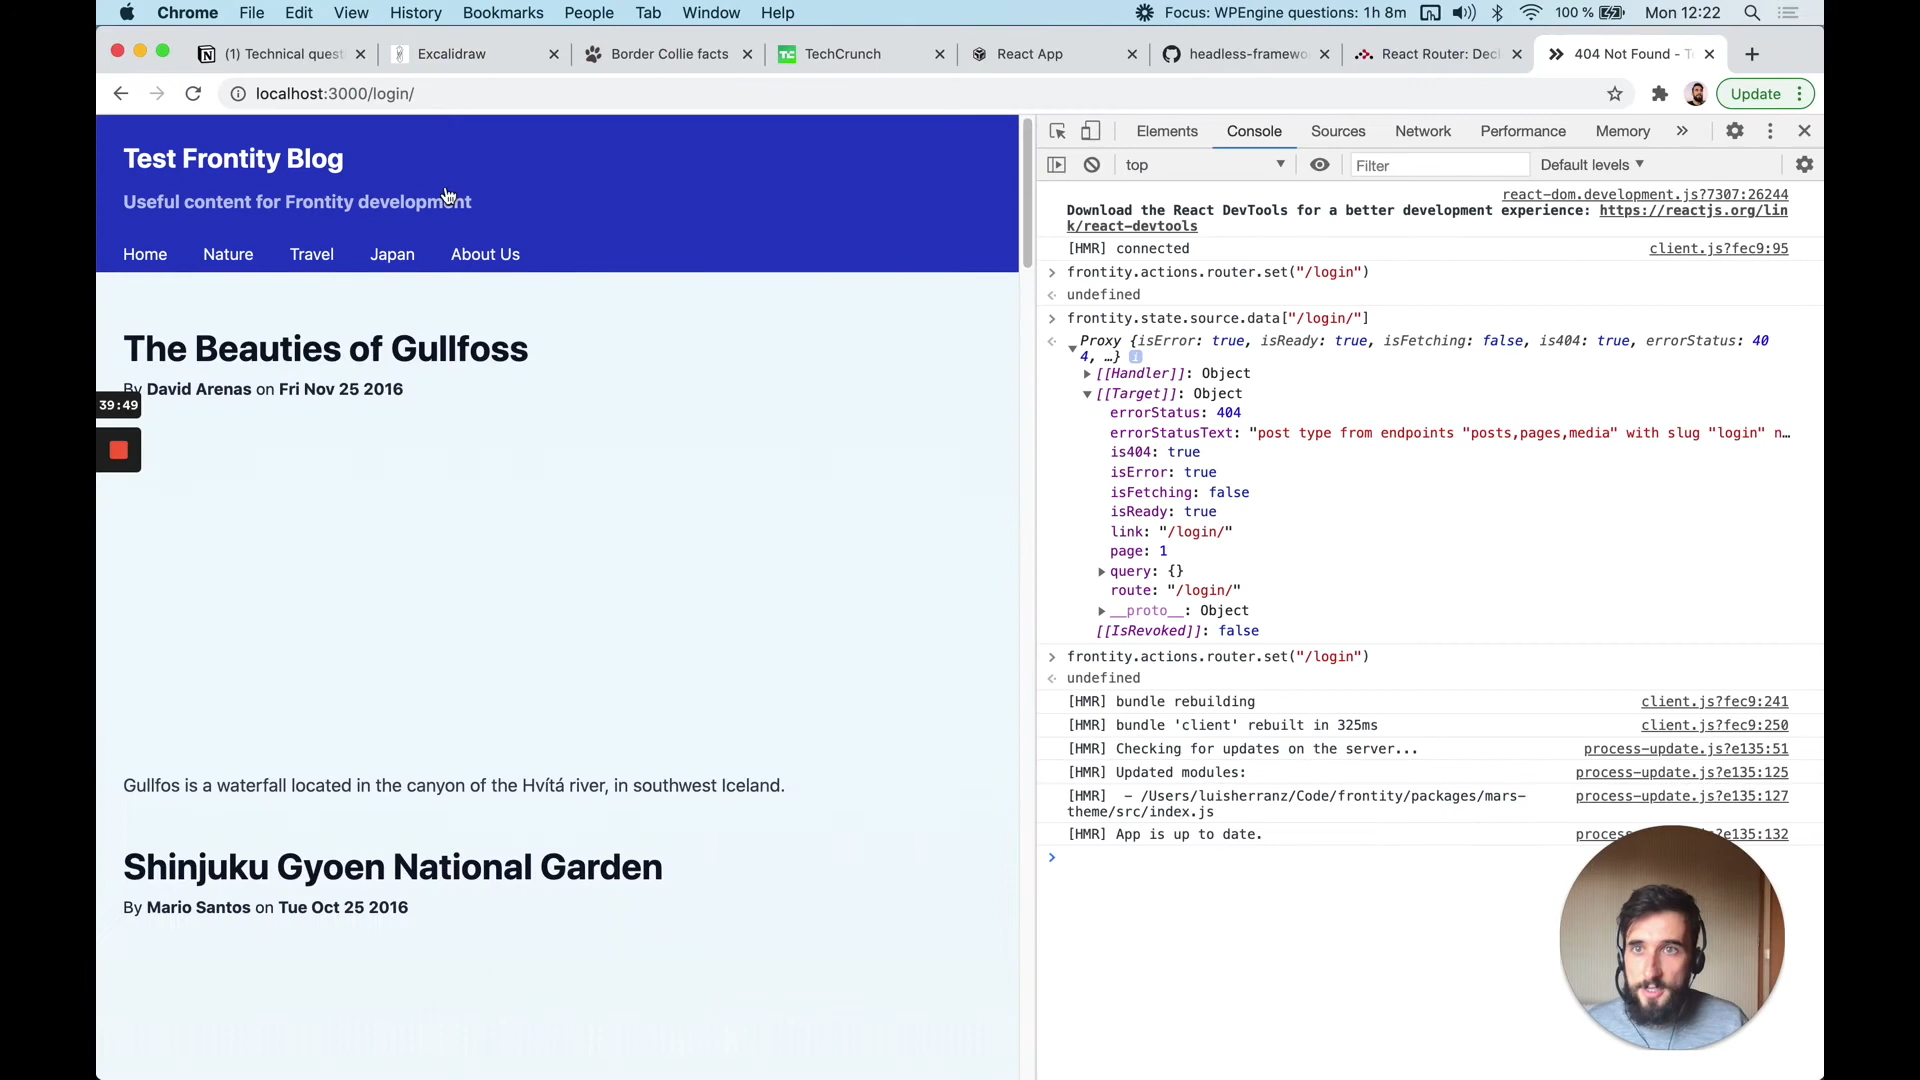 Chrome File Edit View History Bookmarks People Tab Window Help Focus: WPEngine questions: 1h 8m 100 % Mon 12:22
(1) Technical quest Excalidraw Border Collie facts TechCrunch React App headless-framewo React Router: Decl 404 Not Found - T
localhost:3000/login/ Update
Elements Console Sources Network Performance Memory
top Filter Default levels
Test Frontity Blog
Useful content for Frontity development
Home Nature Travel Japan About Us
The Beauties of Gullfoss
By David Arenas on Fri Nov 25 2016
39:49
Gullfos is a waterfall located in the canyon of the Hvítá river, in southwest Iceland.
Shinjuku Gyoen National Garden
By Mario Santos on Tue Oct 25 2016
react-dom.development.js?7307:26244
Download the React DevTools for a better development experience: https://reactjs.org/lin
k/react-devtools
[HMR] connected client.js?fec9:95
> frontity.actions.router.set("/login")
undefined
> frontity.state.source.data["/login/"]
Proxy {isError: true, isReady: true, isFetching: false, is404: true, errorStatus: 40
4, …} i
[[Handler]]: Object
[[Target]]: Object
errorStatus: 404
errorStatusText: "post type from endpoints "posts,pages,media" with slug "login" n…
is404: true
isError: true
isFetching: false
isReady: true
link: "/login/"
page: 1
query: {}
route: "/login/"
__proto__: Object
[[IsRevoked]]: false
> frontity.actions.router.set("/login")
undefined
[HMR] bundle rebuilding client.js?fec9:241
[HMR] bundle 'client' rebuilt in 325ms client.js?fec9:250
[HMR] Checking for updates on the server... process-update.js?e135:51
[HMR] Updated modules: process-update.js?e135:125
[HMR]  - /Users/luisherranz/Code/frontity/packages/mars- process-update.js?e135:127
theme/src/index.js
[HMR] App is up to date. process ?e135:132
>